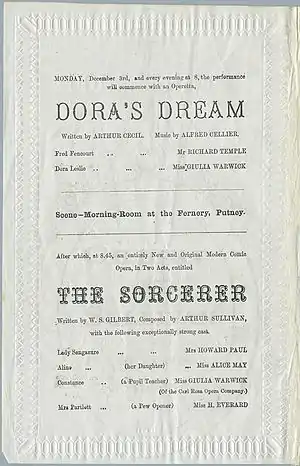 MONDAY, December 3rd, and every evening at 8, the performance
will commence with an Operetta,
DORA'S DREAM
Written by ARTHUR CECIL. Music by ALFRED CELLIER.
Fred Fencourt .. ... Mr RICHARD TEMPLE
Dora Leslie .. ... ... Miss GIULIA WARWICK
Scene—Morning-Room at the Fernery, Putney.
After which, at 8.45, an entirely New and Original Modern Comic
Opera, in Two Acts, entitled
THE SORCERER
Written by W. S. GILBERT, Composed by ARTHUR SULLIVAN,
with the following exceptionally strong cast.
Lady Sangazure ... ... Mrs HOWARD PAUL
Aline ... (her Daughter) ... Miss ALICE MAY
Constance .. (a Pupil Teacher) Miss GIULIA WARWICK
(Of the Carl Rosa Opera Company.)
Mrs Partlett ... (a Pew Opener) Miss H. EVERARD